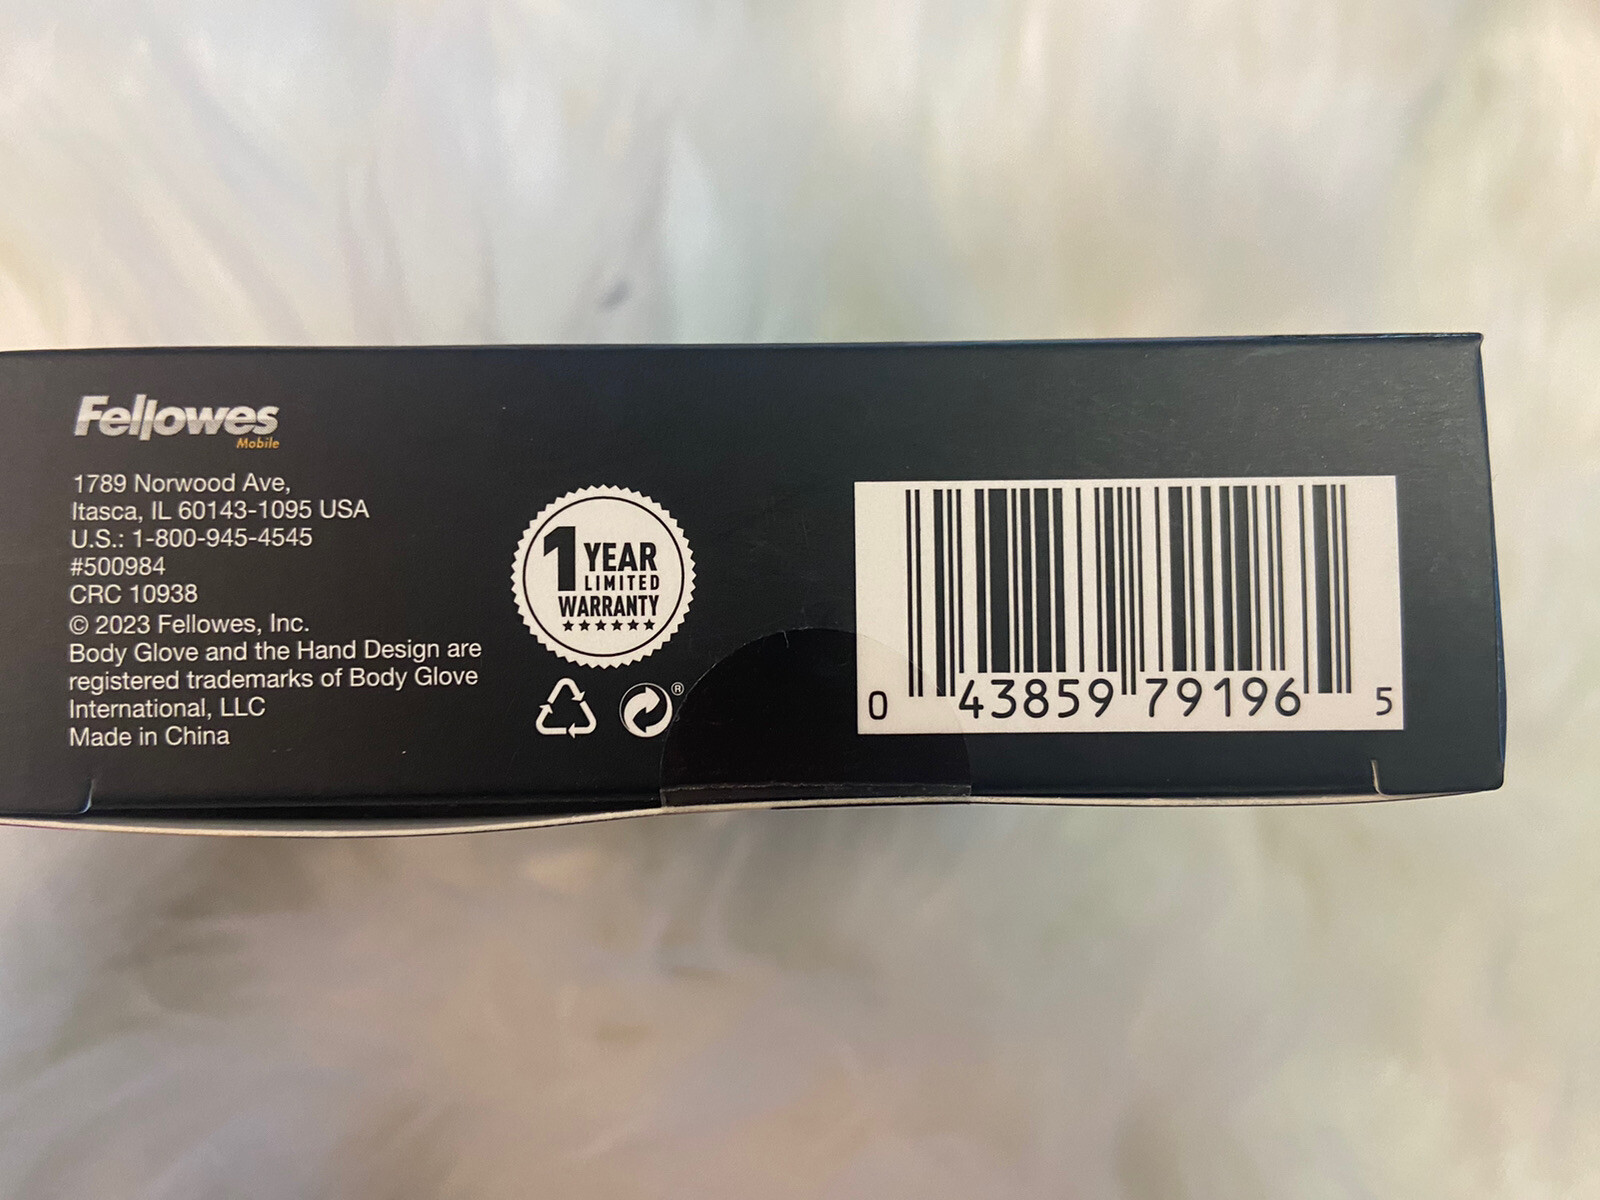 Fellowes
Mobile
1789 Norwood Ave,
Itasca, IL 60143-1095 USA
U.S.: 1-800-945-4545
#500984
CRC 10938
© 2023 Fellowes, Inc.
Body Glove and the Hand Design are
registered trademarks of Body Glove
International, LLC
Made in China
1 YEAR
LIMITED
WARRANTY
®
0 43859 79196 5